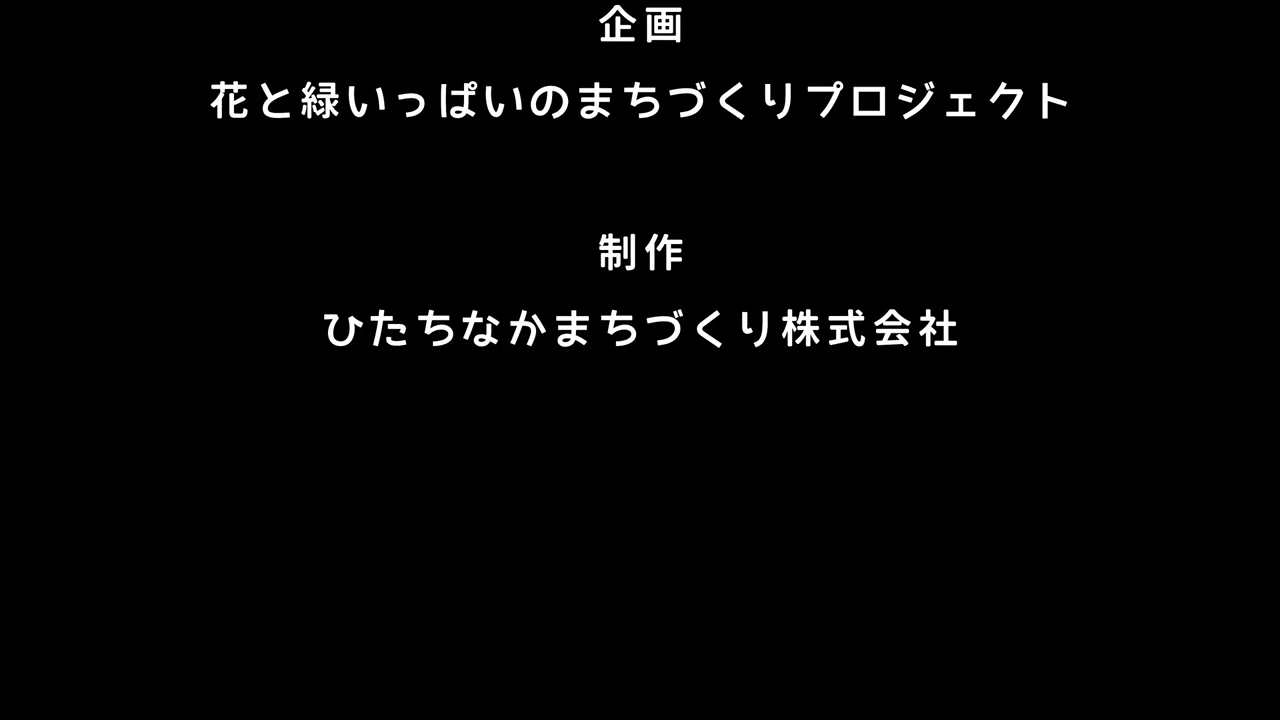 企画
花と緑いっぱいのまちづくりプロジェクト
制作
ひたちなかまちづくり株式会社